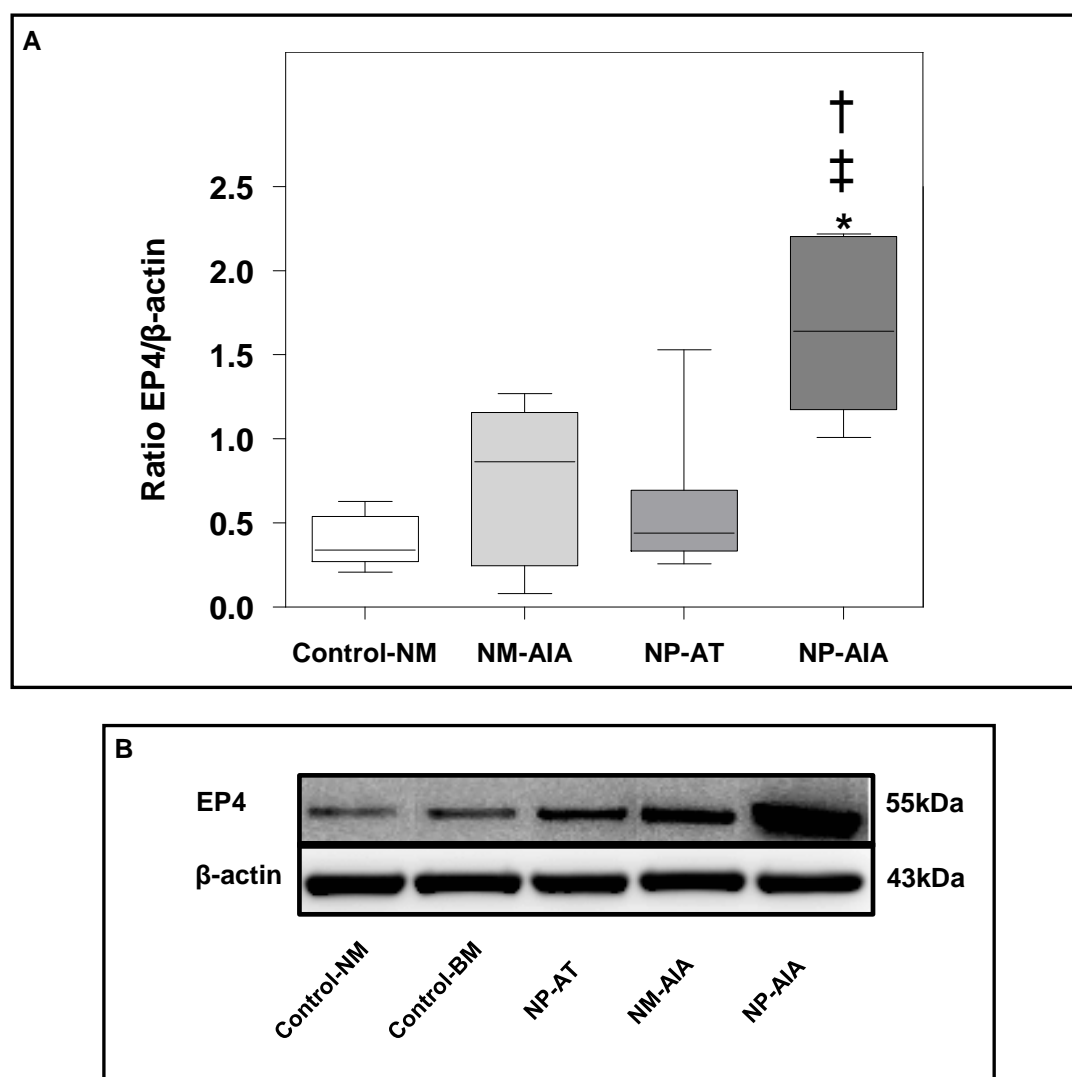 A
Ratio EP4/β-actin
†
‡
*
2.5
2.0
1.5
1.0
0.5
0.0
Control-NM NM-AIA NP-AT NP-AIA
B
EP4 55kDa
β-actin 43kDa
Control-NM Control-BM NP-AT NM-AIA NP-AIA